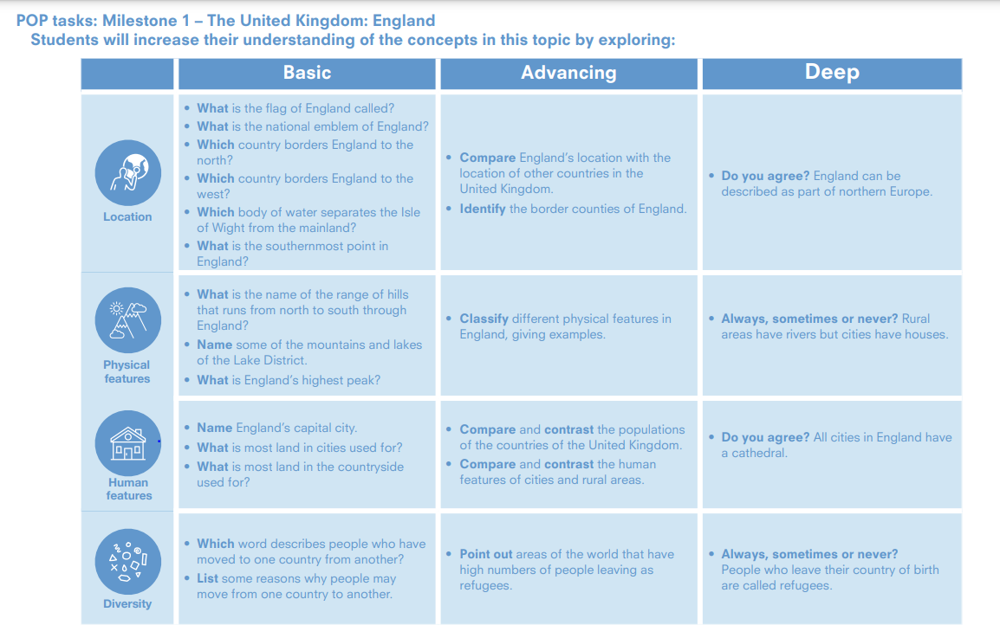 POP tasks: Milestone 1 – The United Kingdom: England
Students will increase their understanding of the concepts in this topic by exploring:
Basic
Advancing
Deep
Location
• What is the flag of England called?
• What is the national emblem of England?
• Which country borders England to the
north?
• Which country borders England to the
west?
• Which body of water separates the Isle
of Wight from the mainland?
• What is the southernmost point in
England?
• Compare England's location with the
location of other countries in the
United Kingdom.
• Identify the border counties of England.
• Do you agree? England can be
described as part of northern Europe.
Physical
features
• What is the name of the range of hills
that runs from north to south through
England?
• Name some of the mountains and lakes
of the Lake District.
• What is England's highest peak?
• Classify different physical features in
England, giving examples.
• Always, sometimes or never? Rural
areas have rivers but cities have houses.
Human
features
• Name England's capital city.
• What is most land in cities used for?
• What is most land in the countryside
used for?
• Compare and contrast the populations
of the countries of the United Kingdom.
• Compare and contrast the human
features of cities and rural areas.
• Do you agree? All cities in England have
a cathedral.
Diversity
• Which word describes people who have
moved to one country from another?
• List some reasons why people may
move from one country to another.
• Point out areas of the world that have
high numbers of people leaving as
refugees.
• Always, sometimes or never?
People who leave their country of birth
are called refugees.